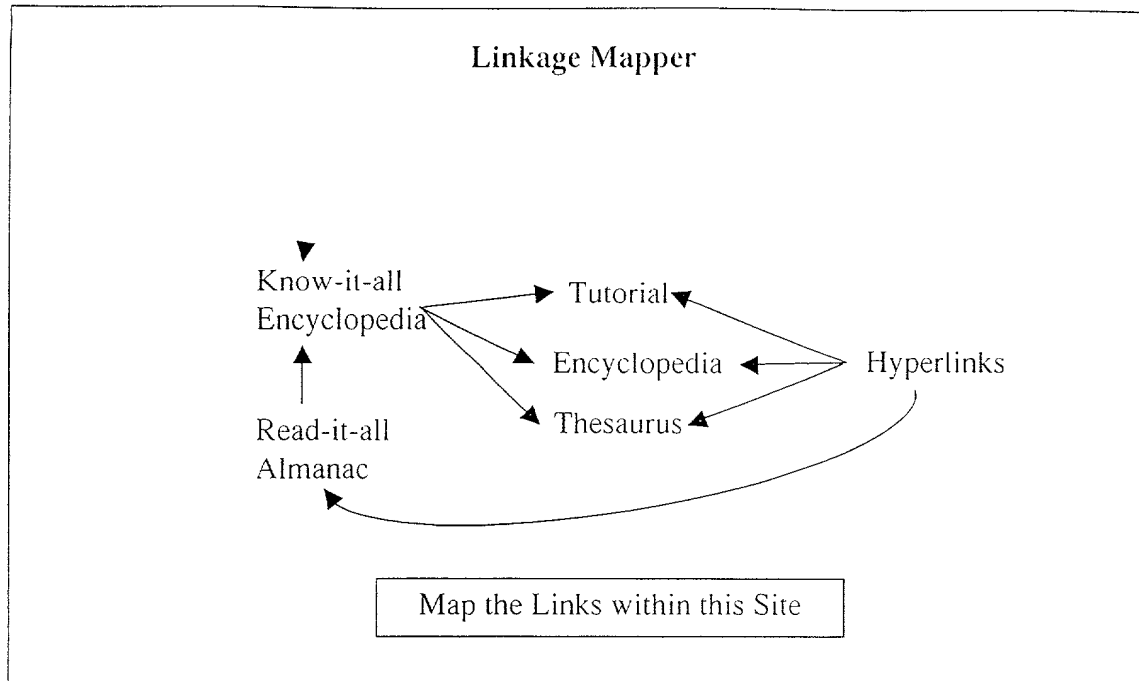 Linkage Mapper
Know-it-all
Encyclopedia
Tutorial
Encyclopedia
Hyperlinks
Thesaurus
Read-it-all
Almanac
Map the Links within this Site